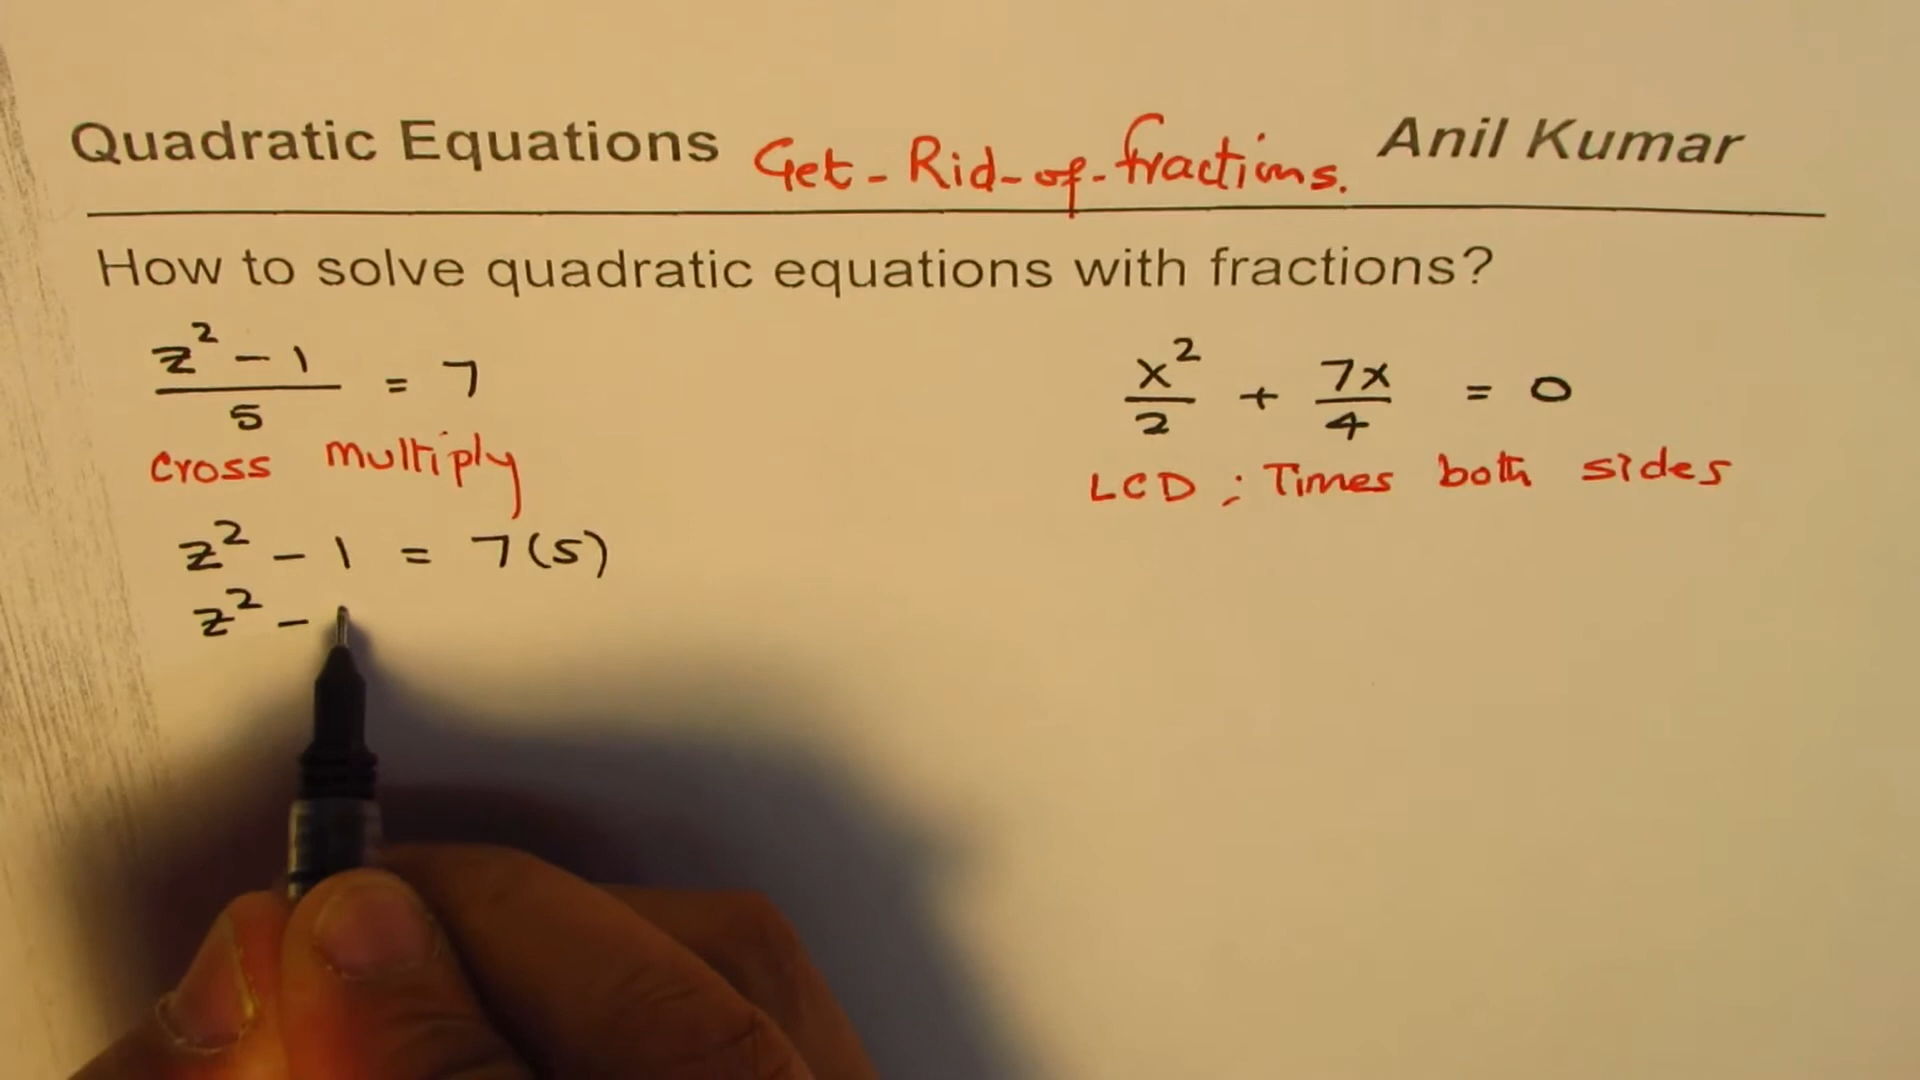 Quadratic Equations Get-Rid-of-fractions. Anil Kumar
How to solve quadratic equations with fractions?
z² - 1
/5 = 7
cross multiply
z² - 1 = 7(5)
z² - 1
x²/2 + 7x/4 = 0
LCD ; Times both sides